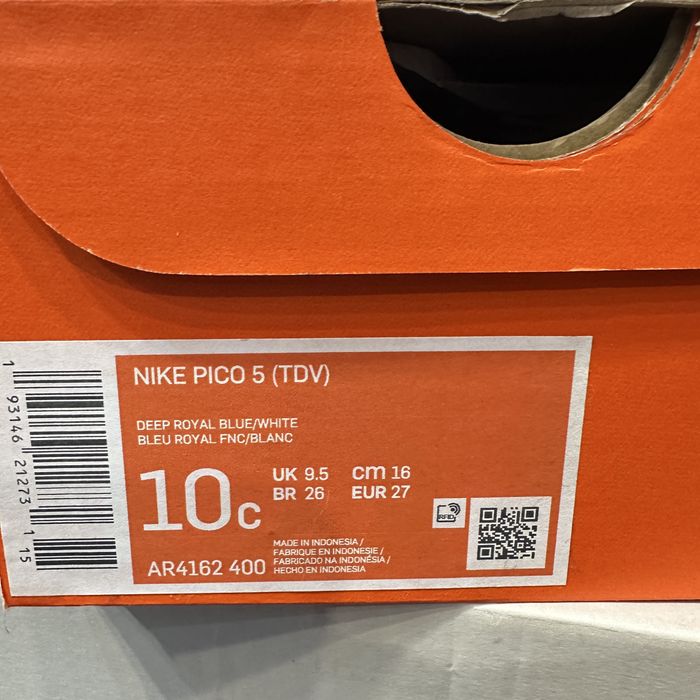 NIKE PICO 5 (TDV)
DEEP ROYAL BLUE/WHITE
BLEU ROYAL FNC/BLANC
10C
UK 9.5 CM 16
BR 26 EUR 27
RFID
AR4162 400
MADE IN INDONESIA /
FABRIQUE EN INDONESIE /
FABRICADO NA INDONÉSIA /
HECHO EN INDONESIA
1 93146 21273 1 15